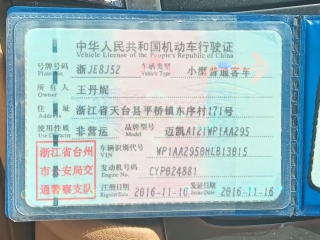 中华人民共和国机动车行驶证
Vehicle License of the People's Republic of China
号牌号码 浙JE8J52 车辆类型 小型普通客车
Plate No. Vehicle Type
所有人 王丹妮
Owner
住址 浙江省天台县平桥镇东序村171号
Address
使用性质 非营运 品牌型号 迈凯A121WP1AA295
Use Character Model
浙江省台州 车辆识别代号 WP1AA2950HLB13015
VIN
市公安局交 发动机号码 CYP024881
Engine No.
通警察支队 注册日期 2016-11-16 发证日期 2016-11-16
Register Date Issue Date